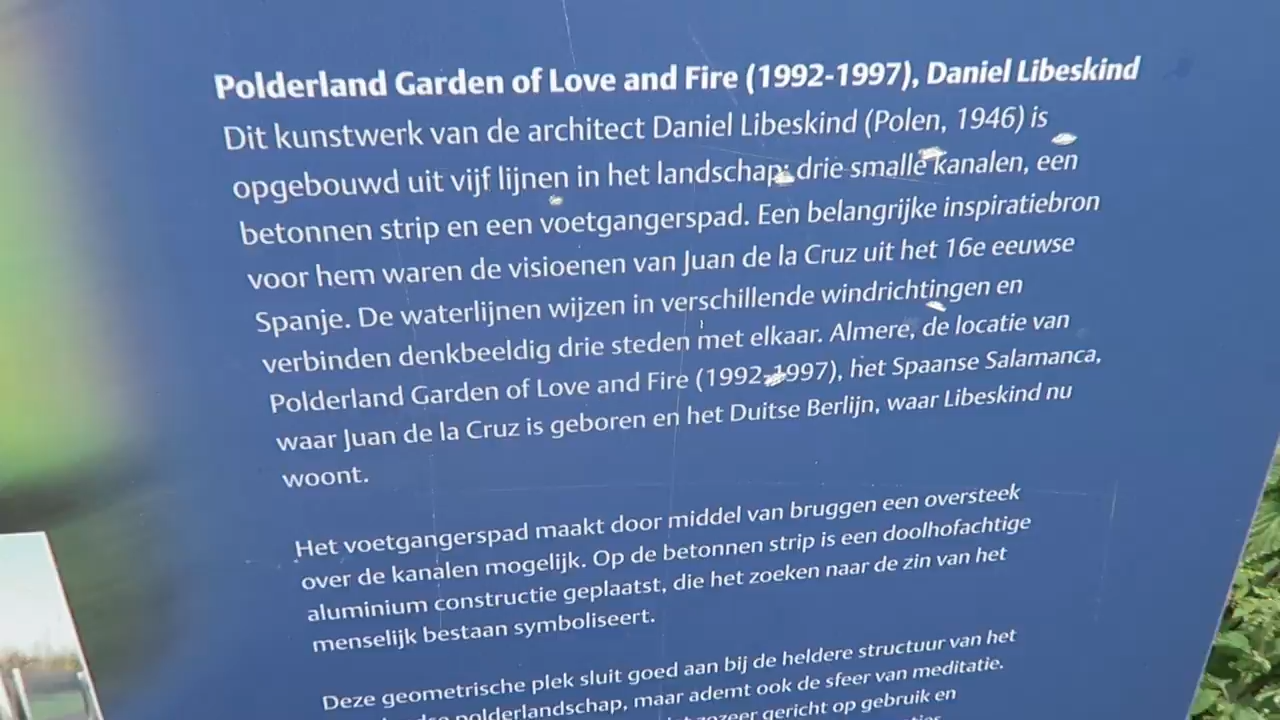 Polderland Garden of Love and Fire (1992-1997), Daniel Libeskind
Dit kunstwerk van de architect Daniel Libeskind (Polen, 1946) is
opgebouwd uit vijf lijnen in het landschap: drie smalle kanalen, een
betonnen strip en een voetgangerspad. Een belangrijke inspiratiebron
voor hem waren de visioenen van Juan de la Cruz uit het 16e eeuwse
Spanje. De waterlijnen wijzen in verschillende windrichtingen en
verbinden denkbeeldig drie steden met elkaar. Almere, de locatie van
Polderland Garden of Love and Fire (1992-1997), het Spaanse Salamanca,
waar Juan de la Cruz is geboren en het Duitse Berlijn, waar Libeskind nu
woont.
Het voetgangerspad maakt door middel van bruggen een oversteek
over de kanalen mogelijk. Op de betonnen strip is een doolhofachtige
aluminium constructie geplaatst, die het zoeken naar de zin van het
menselijk bestaan symboliseert.
Deze geometrische plek sluit goed aan bij de heldere structuur van het
polderlandschap, maar ademt ook de sfeer van meditatie.
zozeer gericht op gebruik en